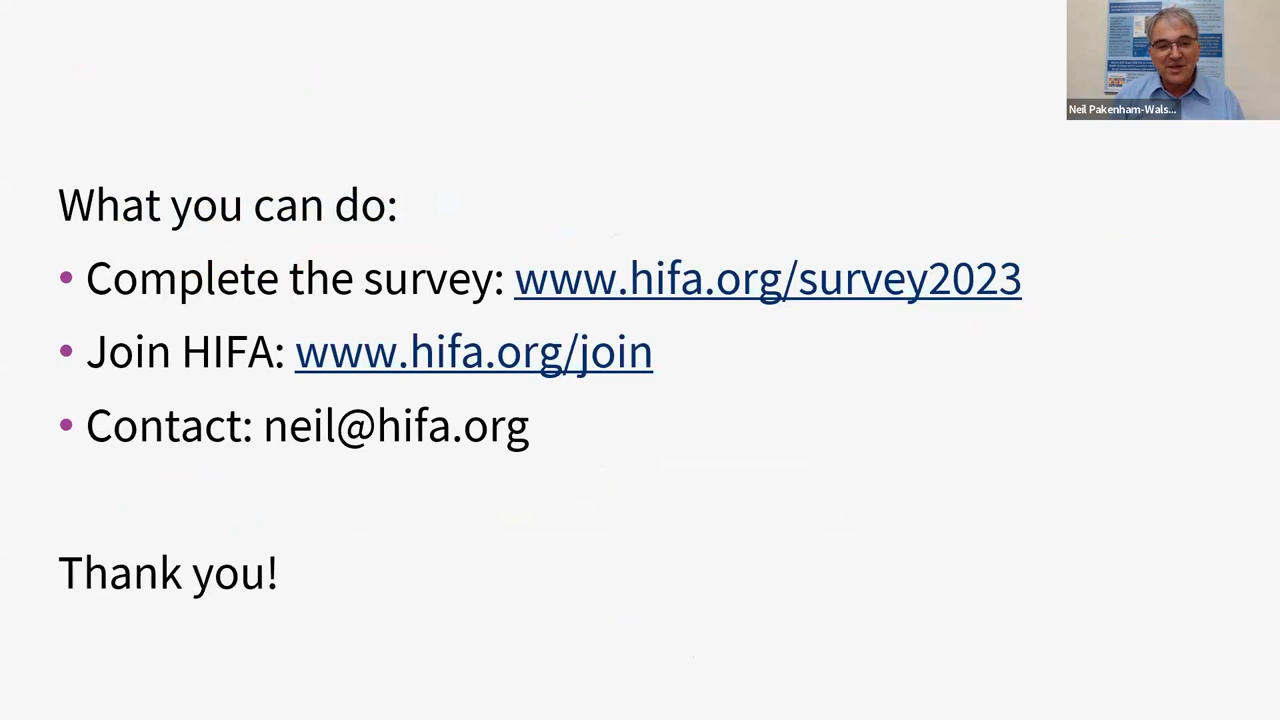 Neil Pakenham-Wals...
What you can do:
• Complete the survey: www.hifa.org/survey2023
• Join HIFA: www.hifa.org/join
• Contact: neil@hifa.org
Thank you!